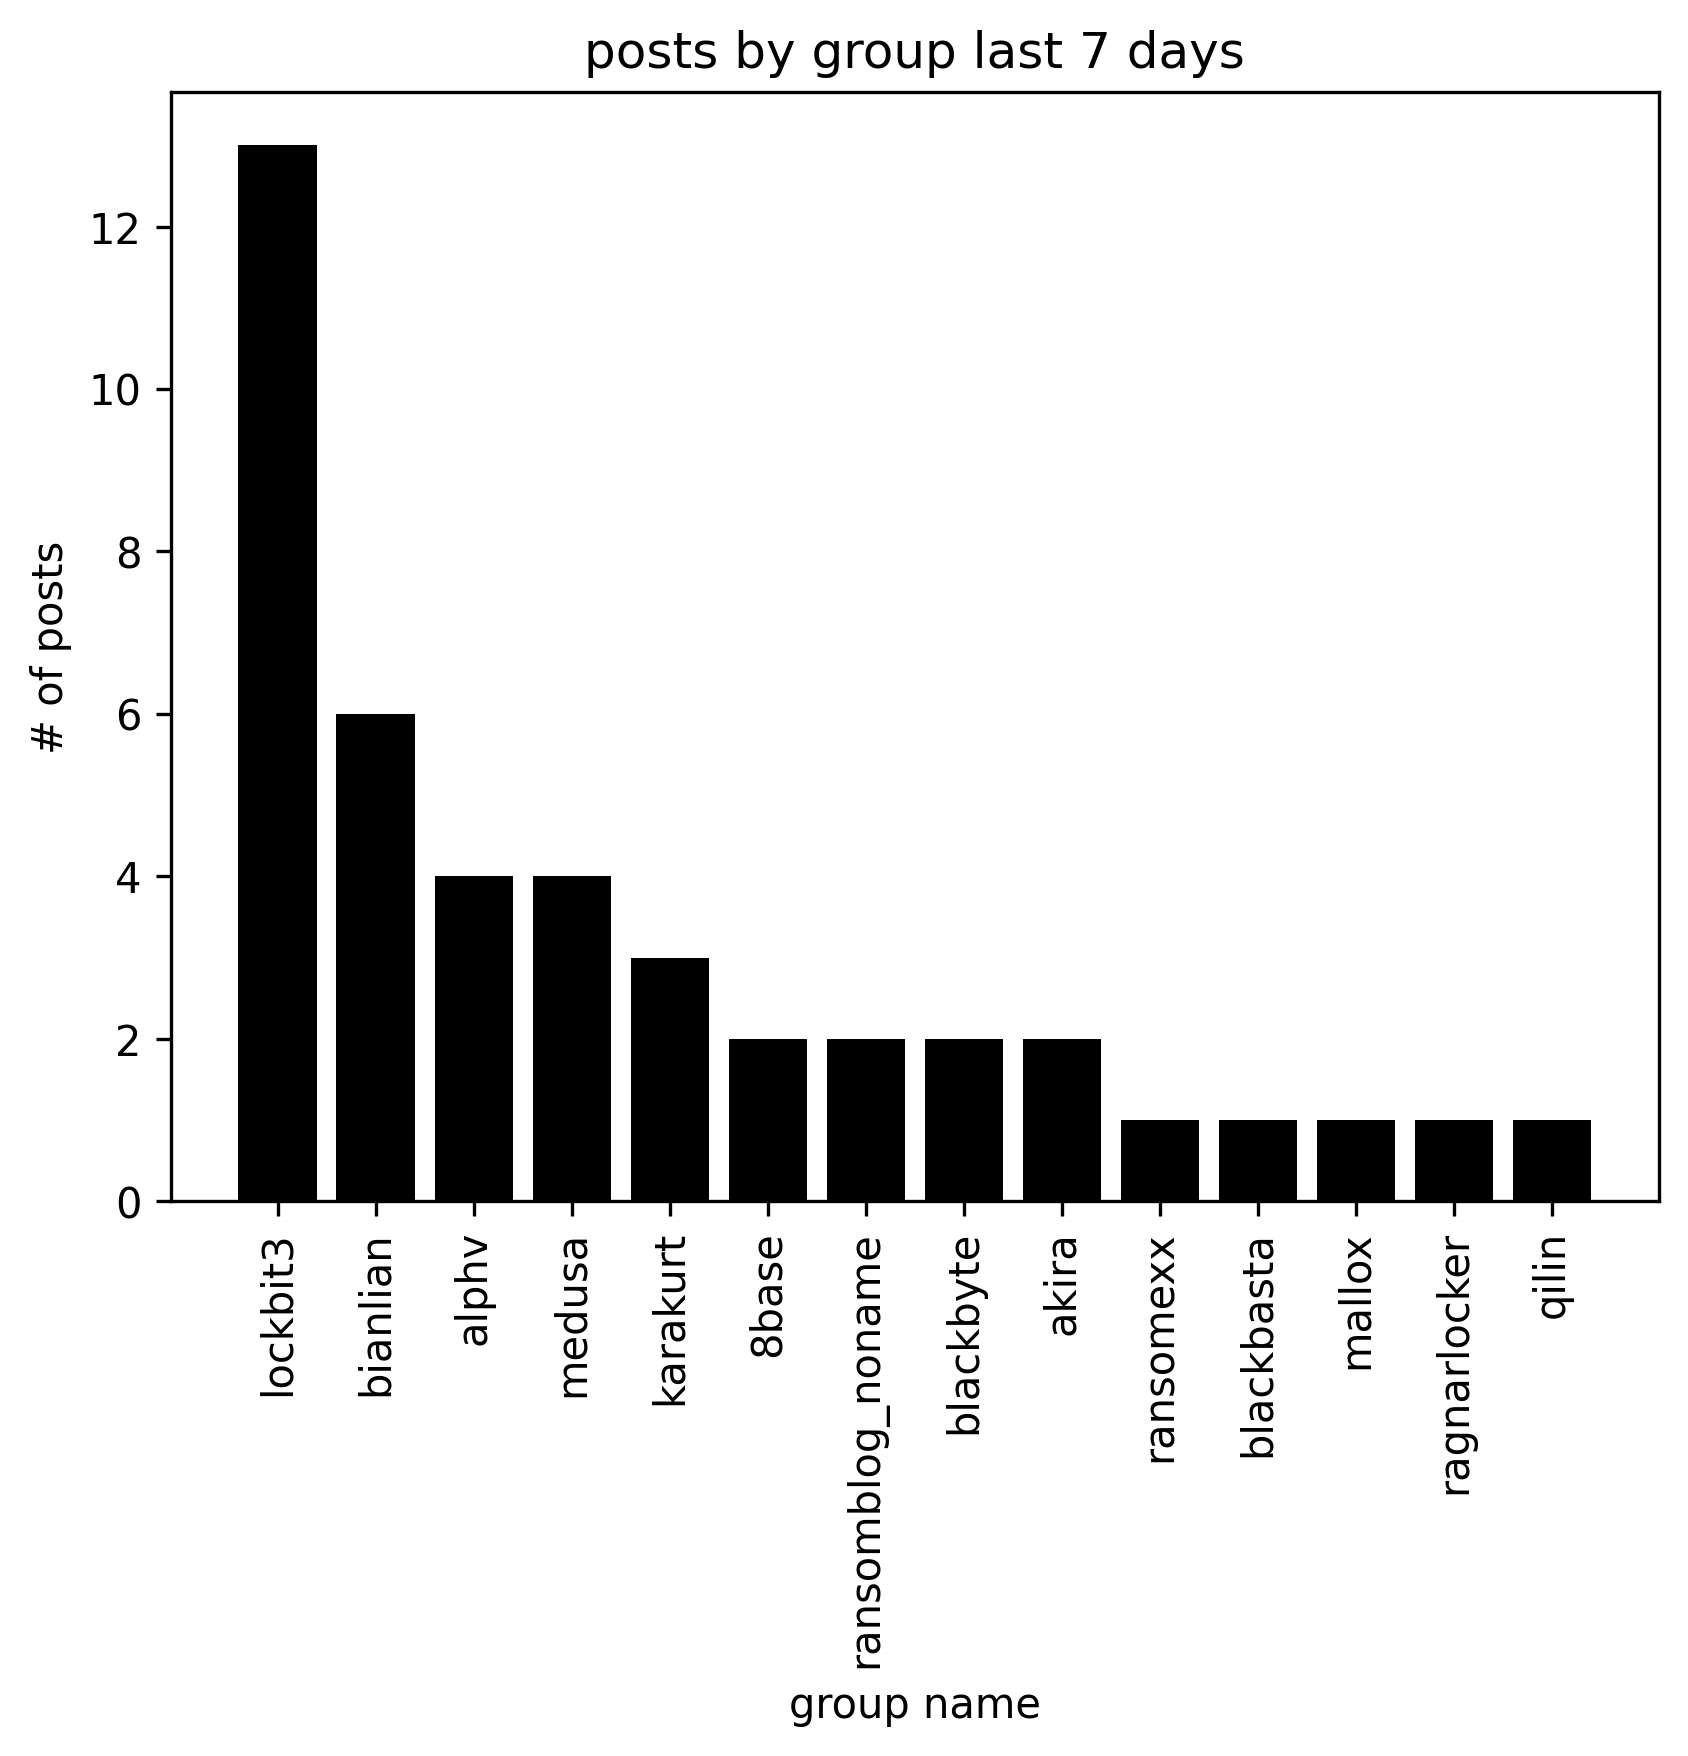 posts by group last 7 days
# of posts
12
10
8
6
4
2
0
lockbit3
bianlian
alphv
medusa
karakurt
8base
ransomblog_noname
blackbyte
akira
ransomexx
blackbasta
mallox
ragnarlocker
qilin
group name